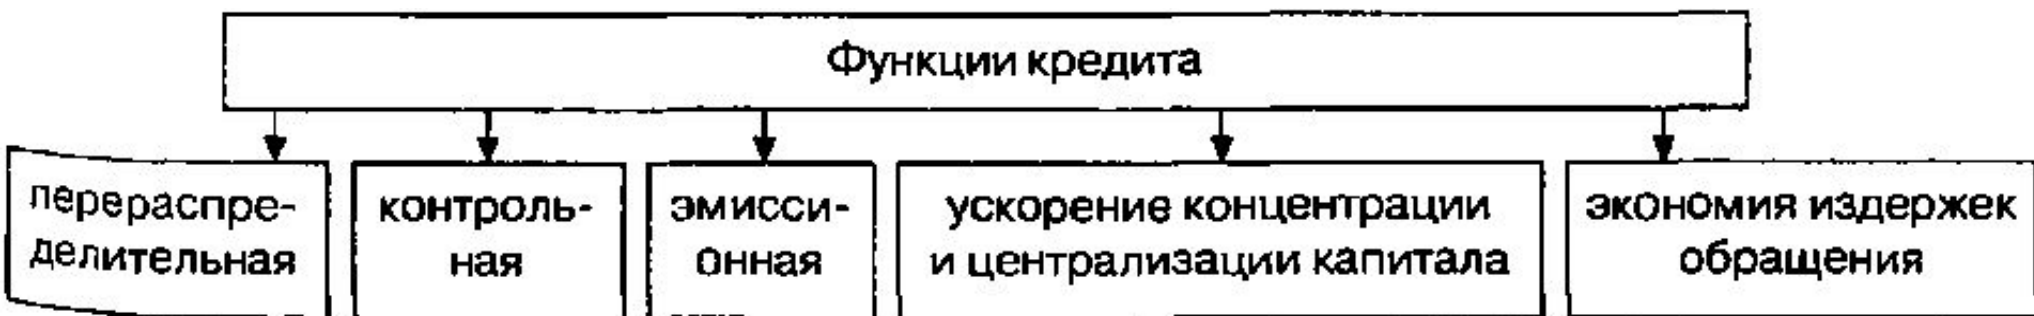 Функции кредита
перераспре-
делительная
контроль-
ная
эмисси-
онная
ускорение концентрации
и централизации капитала
экономия издержек
обращения